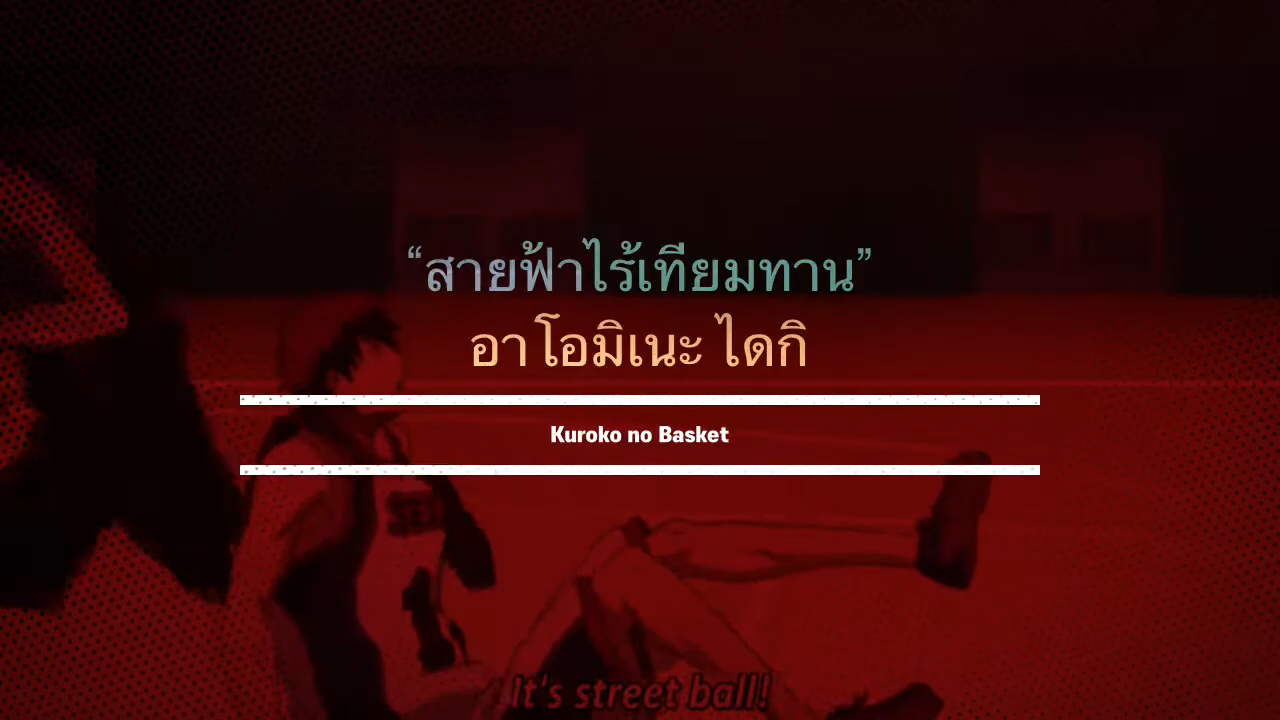 “สายฟ้าไร้เทียมทาน”
อาโอมิเนะ ไดกิ
Kuroko no Basket
SEI
It's street ball!